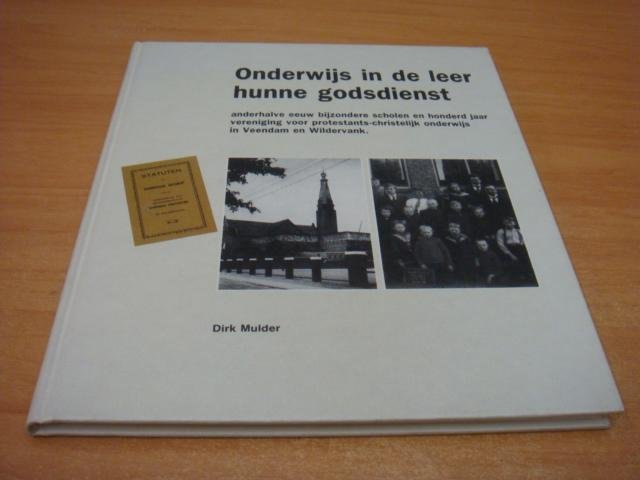 Onderwijs in de leer
hunne godsdienst
anderhalve eeuw bijzondere scholen en honderd jaar
vereniging voor protestants-christelijk onderwijs
in Veendam en Wildervank.
STATUTEN
Dirk Mulder